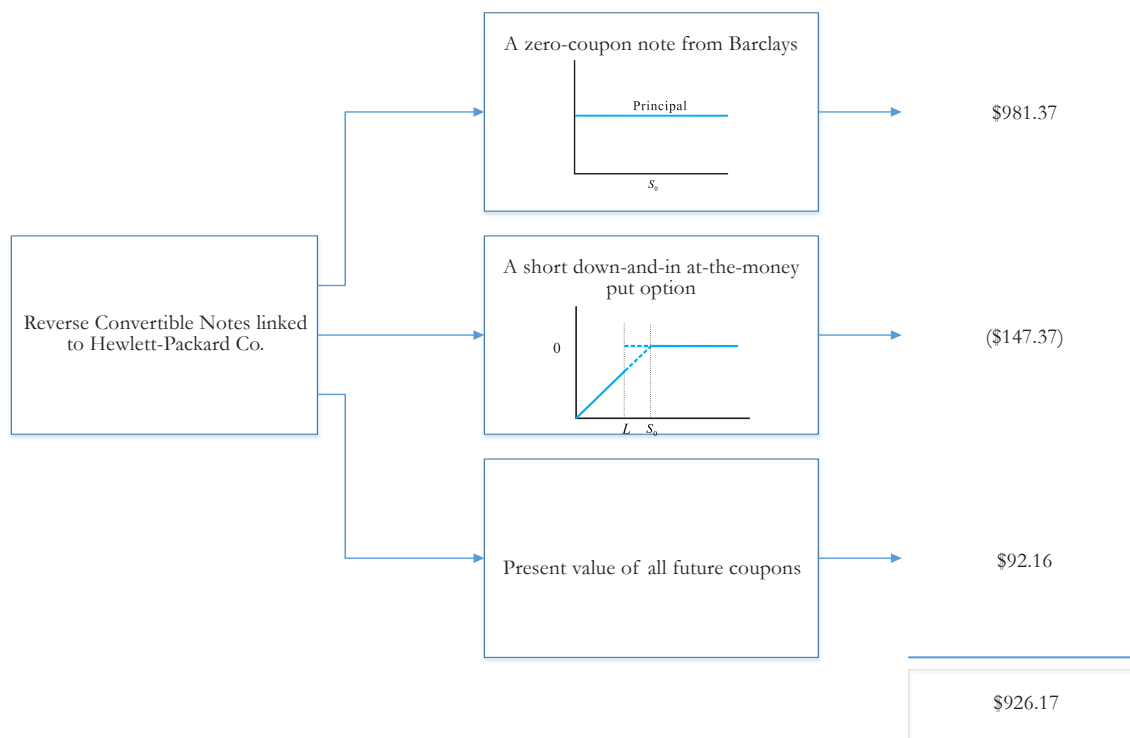 A zero-coupon note from Barclays
Principal
S₀
$981.37
Reverse Convertible Notes linked
to Hewlett-Packard Co.
A short down-and-in at-the-money
put option
0
L S₀
($147.37)
Present value of all future coupons
$92.16
$926.17